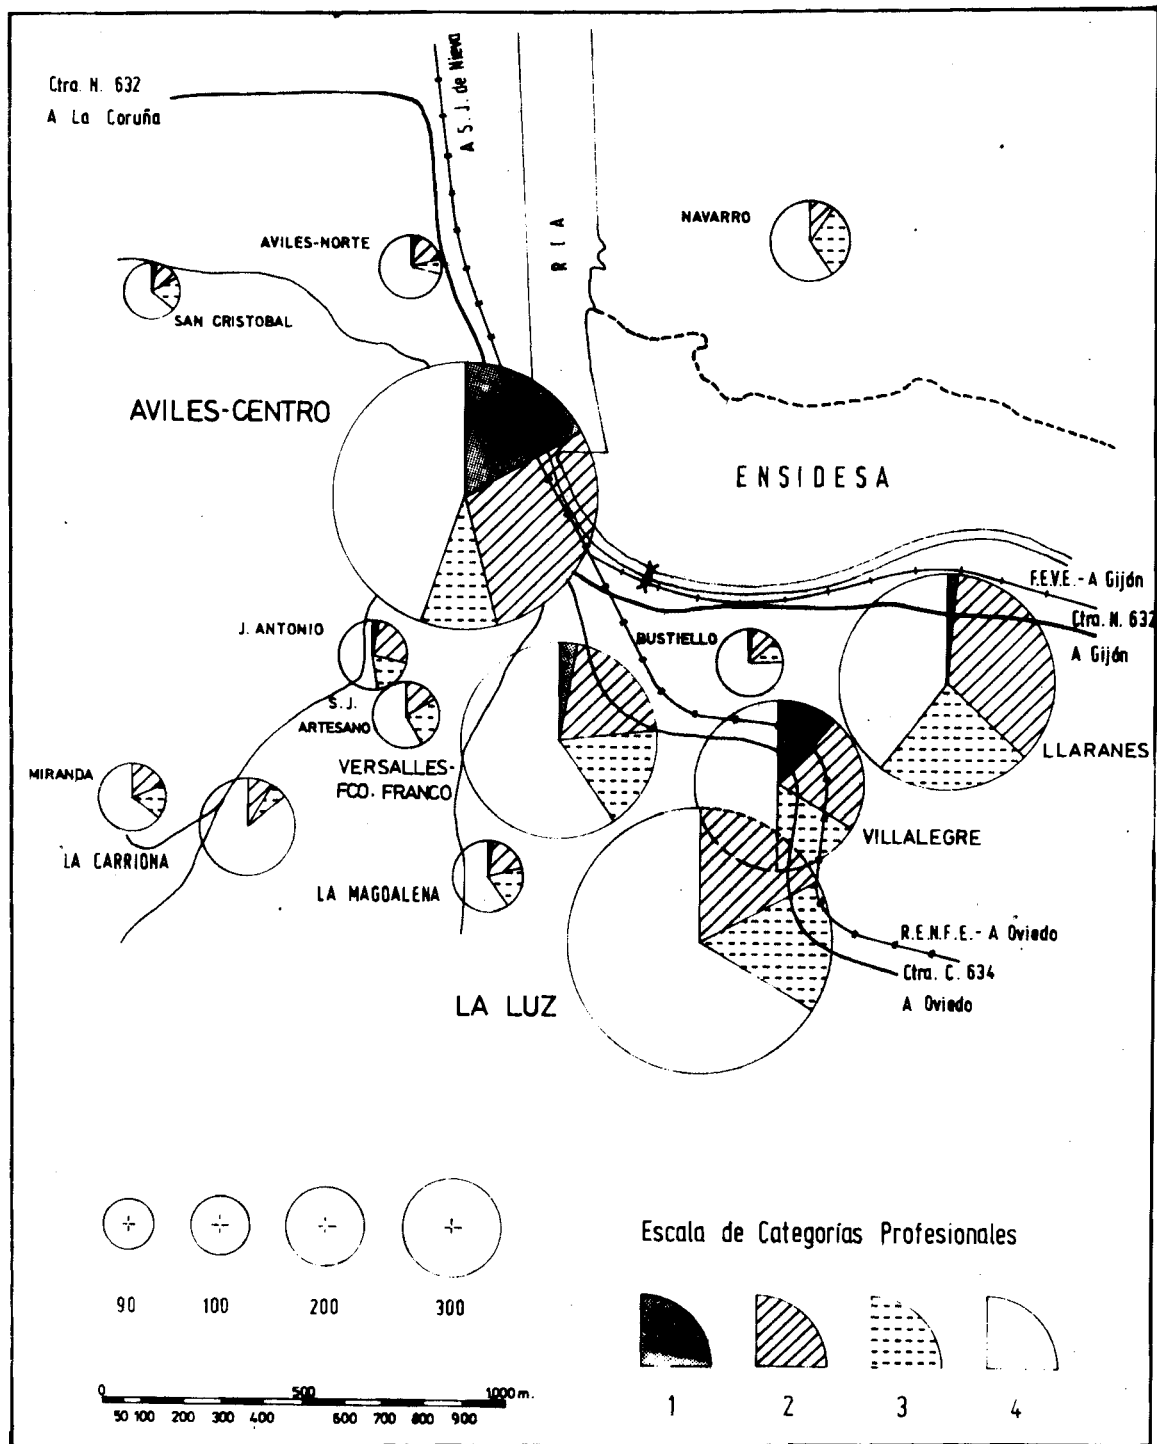 Ctra. N. 632
A La Coruña
A S. J. de Nieva
RIA
NAVARRO
AVILES-NORTE
SAN CRISTOBAL
AVILES-CENTRO
ENSIDESA
F.E.V.E. - A Gijón
Ctra. N. 632
A Gijón
J. ANTONIO
BUSTIELLO
S. J.
ARTESANO
LLARANES
MIRANDA
VERSALLES-
FCO. FRANCO
VILLALEGRE
LA CARRIONA
LA MAGDALENA
R.E.N.F.E. - A Oviedo
LA LUZ
Ctra. C. 634
A Oviedo
Escala de Categorías Profesionales
90 100 200 300
0 500 1000 m.
50 100 200 300 400 600 700 800 900
1 2 3 4